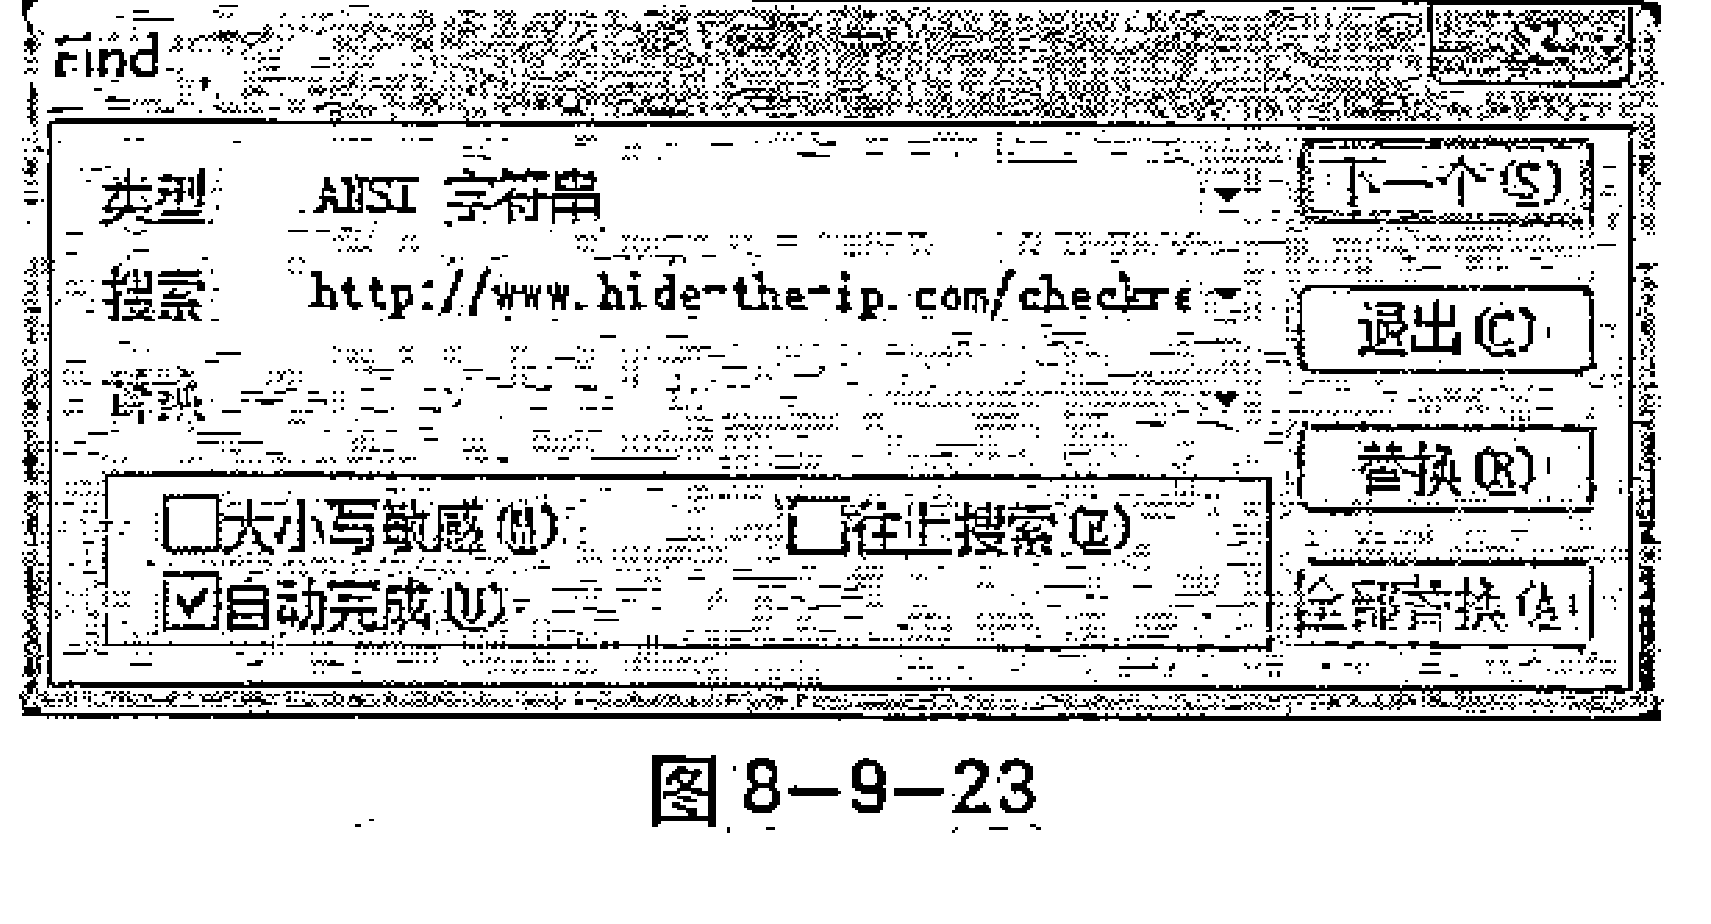 Find
类型 ANSI 字符串
下一个(S)
搜索 http://www.hide-the-ip.com/checkre
退出(C)
替换
替换(R)
大小写敏感
往上搜索
自动完成(U)
全部替换
图 8-9-23